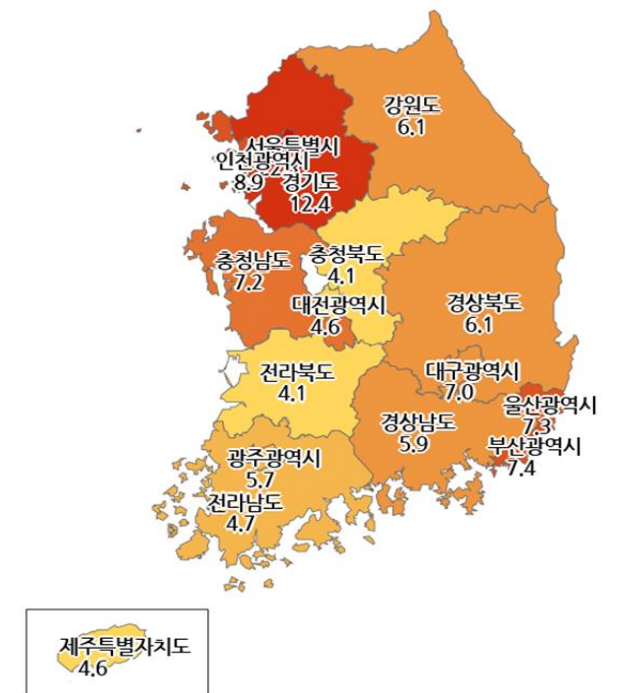 강원도
6.1
서울특별시
인천광역시
8.9
경기도
12.4
충청남도
7.2
충청북도
4.1
대전광역시
4.6
경상북도
6.1
전라북도
4.1
대구광역시
7.0
울산광역시
7.3
경상남도
5.9
부산광역시
7.4
광주광역시
5.7
전라남도
4.7
제주특별자치도
4.6